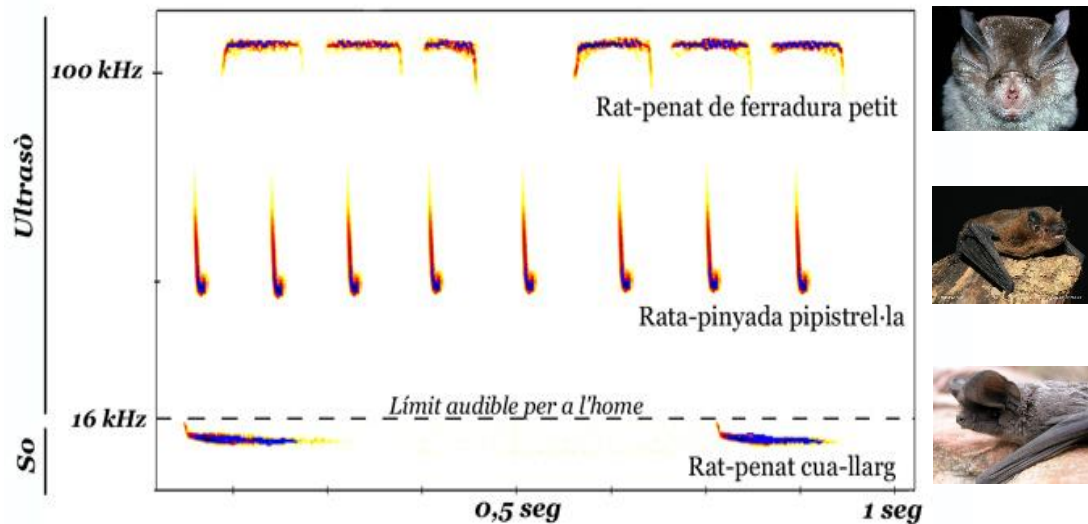 100 kHz
Rat-penat de ferradura petit
Ultrasò
Rata-pinyada pipistrel·la
Límit audible per a l'home
16 kHz
So
Rat-penat cua-llarg
0,5 seg
1 seg